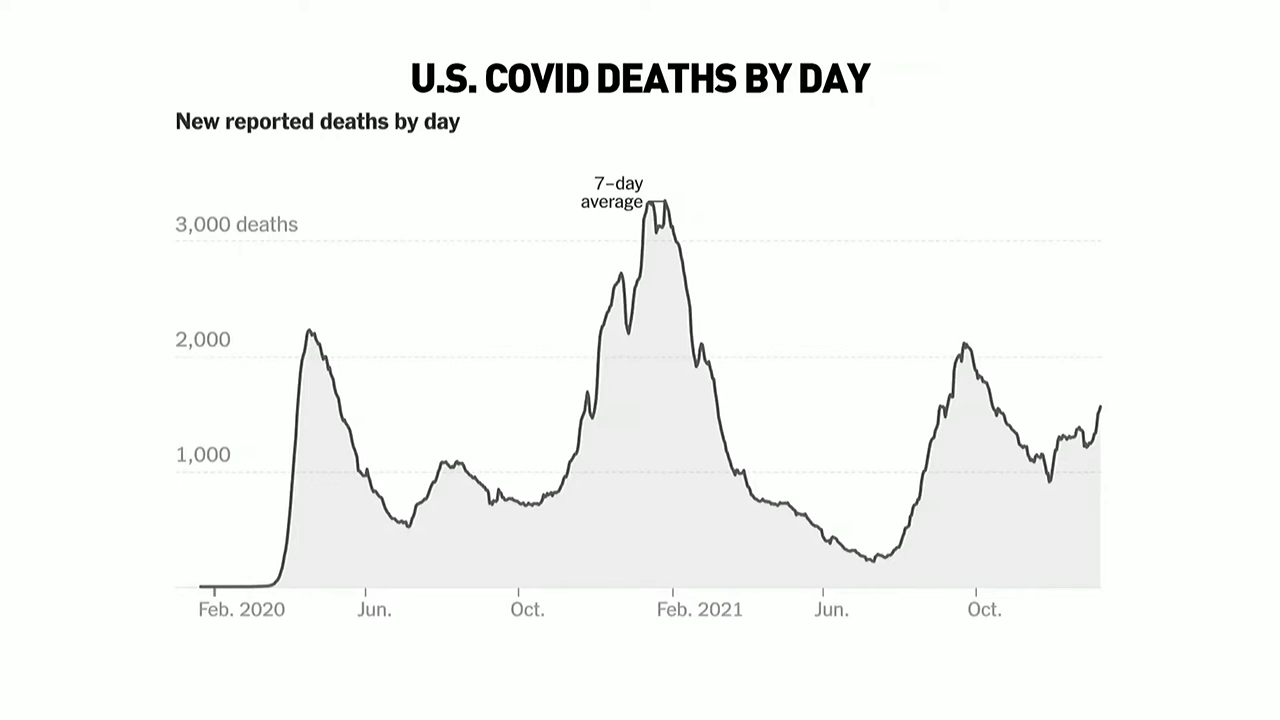 U.S. COVID DEATHS BY DAY
New reported deaths by day
7–day
average
3,000 deaths
2,000
1,000
Feb. 2020
Jun.
Oct.
Feb. 2021
Jun.
Oct.